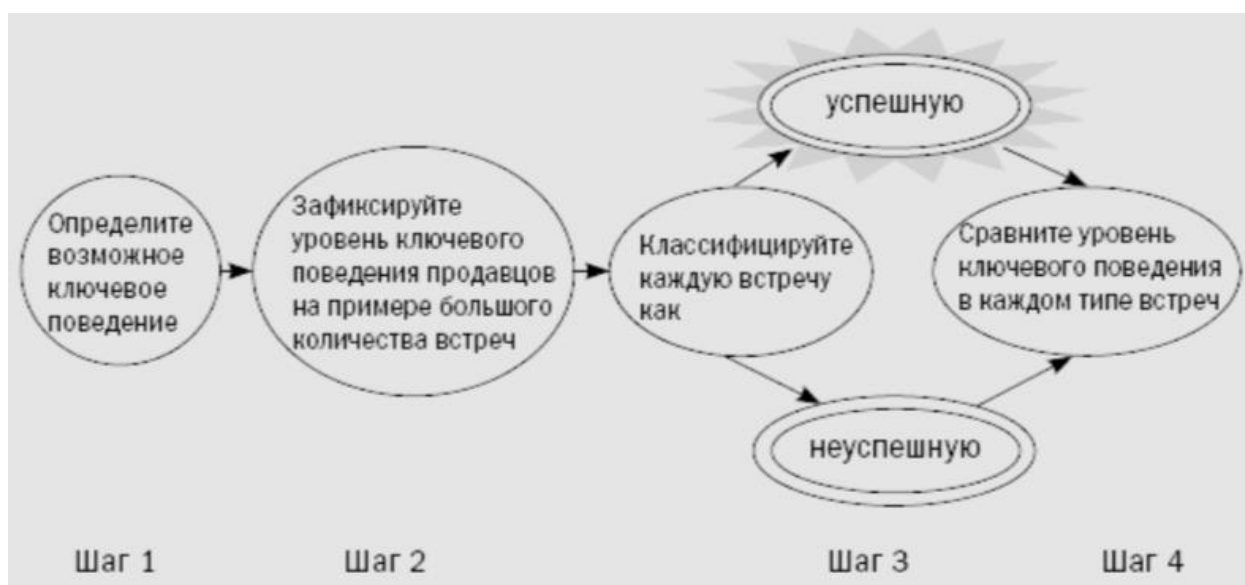 Определите
возможное
ключевое
поведение
Зафиксируйте
уровень ключевого
поведения продавцов
на примере большого
количества встреч
Классифицируйте
каждую встречу
как
успешную
неуспешную
Сравните уровень
ключевого поведения
в каждом типе встреч
Шаг 1
Шаг 2
Шаг 3
Шаг 4